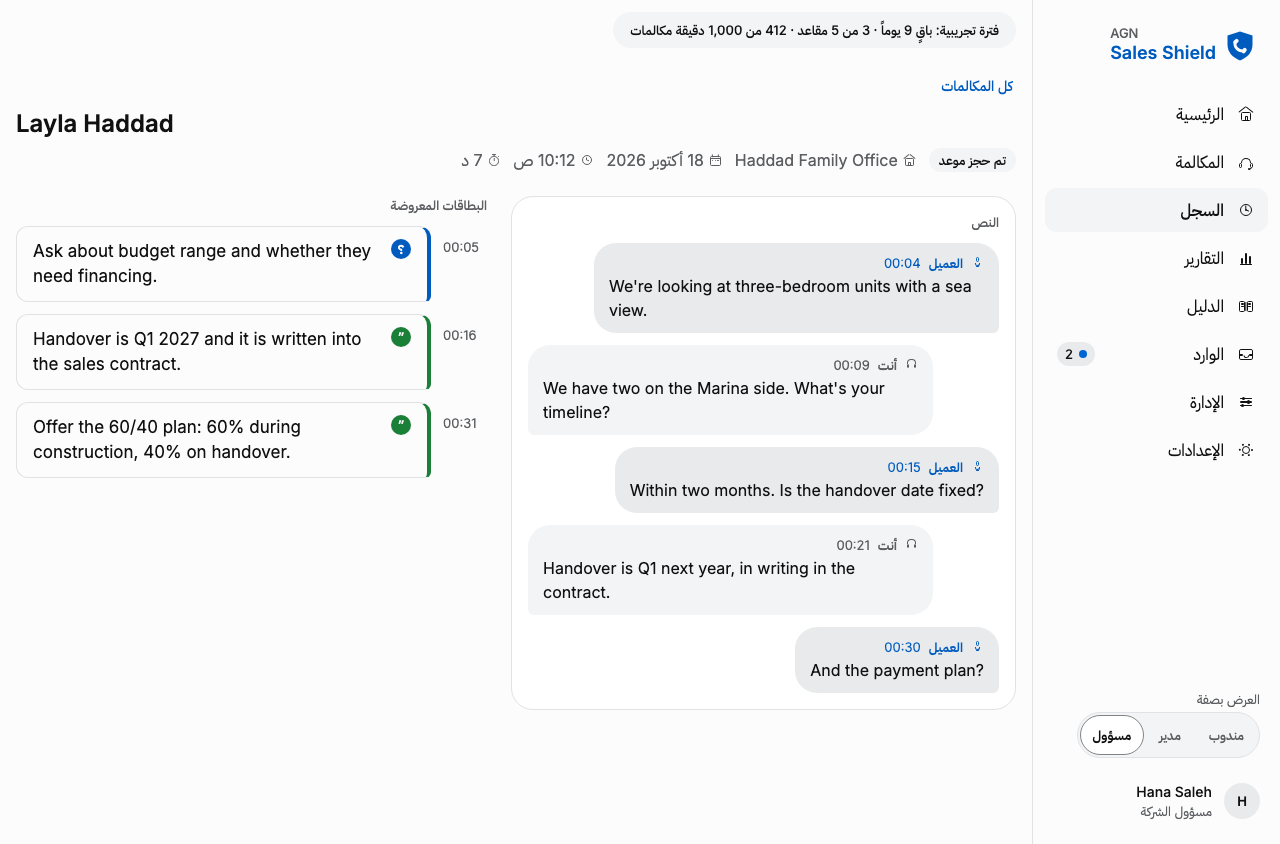 AGN
Sales Shield
الرئيسية
المكالمة
السجل
التقارير
الدليل
الوارد
2
الإدارة
الإعدادات
العرض بصفة
مندوب
مدير
مسؤول
H
Hana Saleh
مسؤول الشركة
فترة تجريبية: باقٍ 9 يوماً · 3 من 5 مقاعد · 412 من 1,000 دقيقة مكالمات
كل المكالمات
Layla Haddad
تم حجز موعد
Haddad Family Office
18 أكتوبر 2026
10:12 ص
7 د
النص
العميل 00:04
We're looking at three-bedroom units with a sea
view.
أنت 00:09
We have two on the Marina side. What's your
timeline?
العميل 00:15
Within two months. Is the handover date fixed?
أنت 00:21
Handover is Q1 next year, in writing in the
contract.
العميل 00:30
And the payment plan?
البطاقات المعروضة
00:05
؟
Ask about budget range and whether they
need financing.
00:16
”
Handover is Q1 2027 and it is written into
the sales contract.
00:31
”
Offer the 60/40 plan: 60% during
construction, 40% on handover.